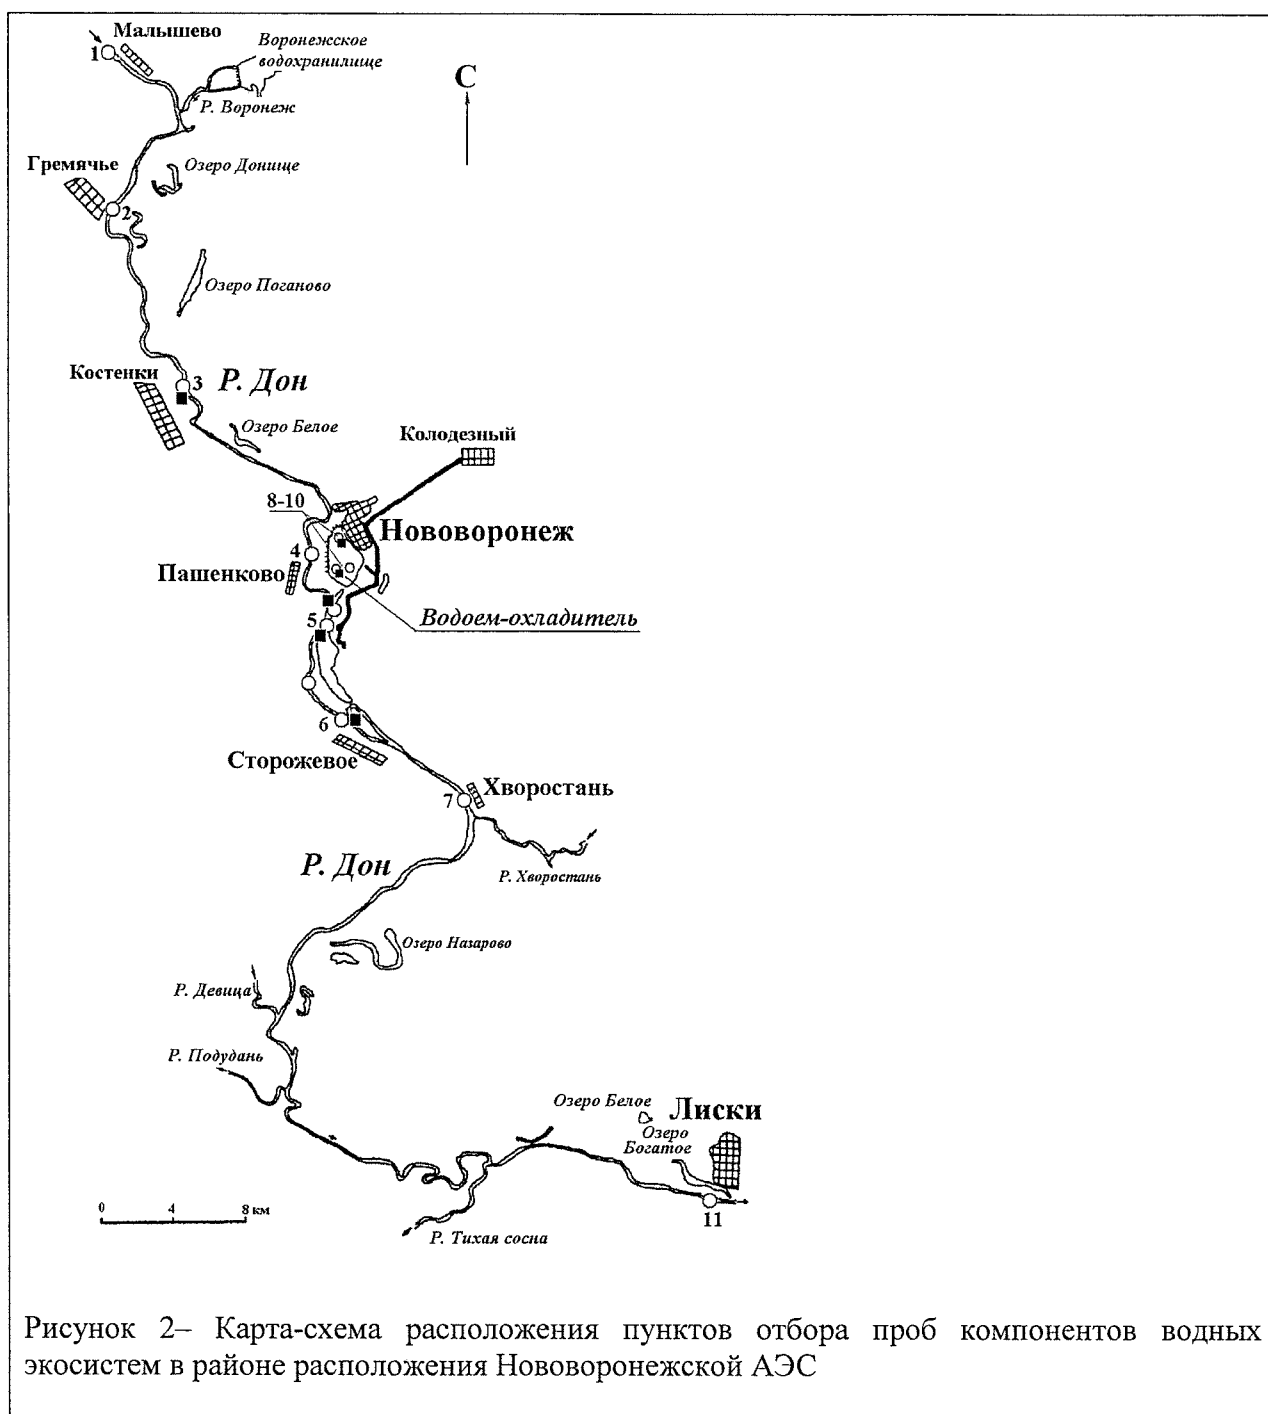 Малышево
1
Воронежское
водохранилище
С
Р. Воронеж
Гремячье
Озеро Донище
2
Озеро Поганово
Костенки
3
Р. Дон
Озеро Белое
Колодезный
8-10
Нововоронеж
4
Пашенково
Водоем-охладитель
5
6
Сторожевое
Хворостань
7
Р. Дон
Р. Хворостань
Озеро Назарово
Р. Девица
Р. Подудань
Озеро Белое
Лиски
Озеро
Богатое
0 4 8 км
11
Р. Тихая сосна
Рисунок 2– Карта-схема расположения пунктов отбора проб компонентов водных
экосистем в районе расположения Нововоронежской АЭС